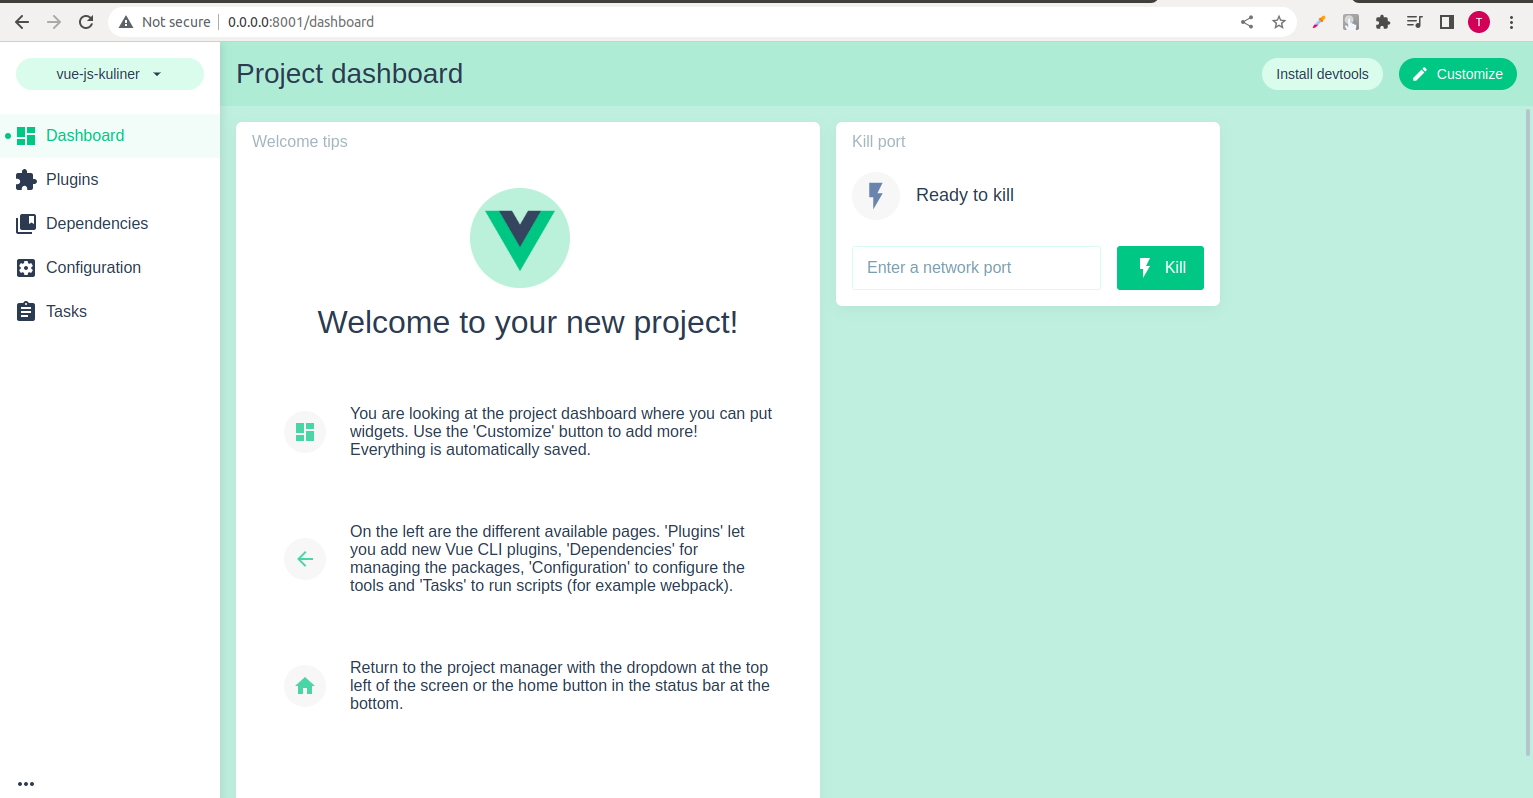 Not secure
0.0.0.0:8001/dashboard
T
vue-js-kuliner
Project dashboard
Install devtools
Customize
Dashboard
Plugins
Dependencies
Configuration
Tasks
Welcome tips
Welcome to your new project!
You are looking at the project dashboard where you can put
widgets. Use the 'Customize' button to add more!
Everything is automatically saved.
On the left are the different available pages. 'Plugins' let
you add new Vue CLI plugins, 'Dependencies' for
managing the packages, 'Configuration' to configure the
tools and 'Tasks' to run scripts (for example webpack).
Return to the project manager with the dropdown at the top
left of the screen or the home button in the status bar at the
bottom.
Kill port
Ready to kill
Enter a network port
Kill